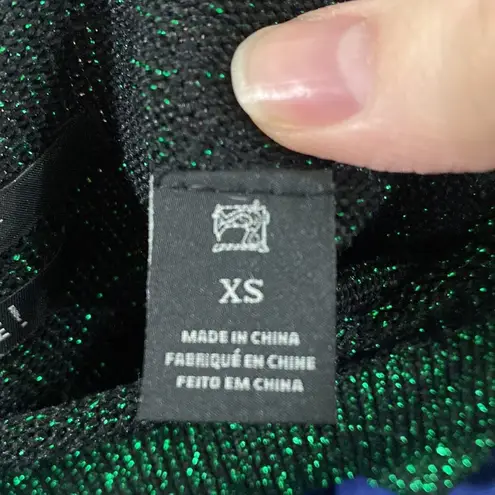 XS
MADE IN CHINA
FABRIQUÉ EN CHINE
FEITO EM CHINA